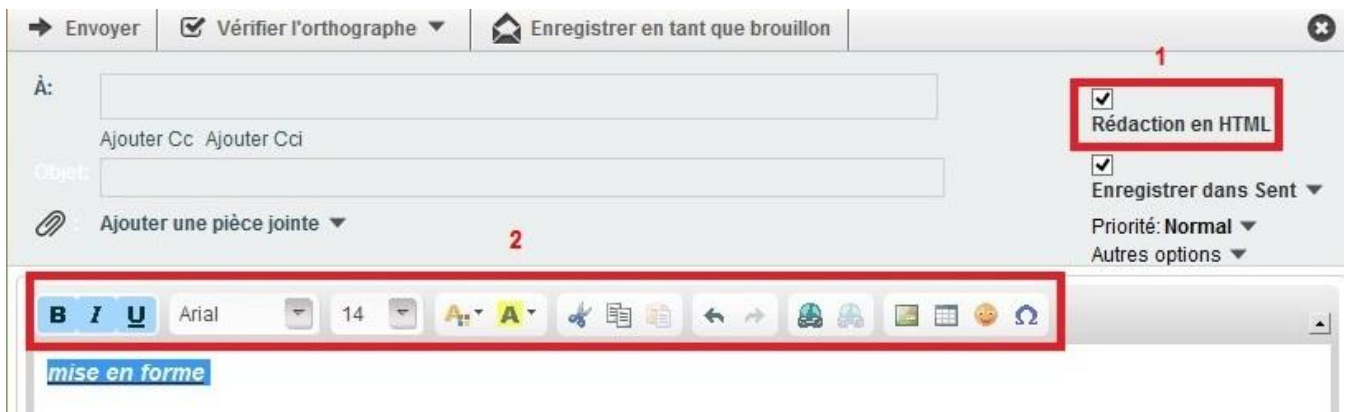 Envoyer Vérifier l'orthographe Enregistrer en tant que brouillon
1
À:
Rédaction en HTML
Ajouter Cc Ajouter Cci
Objet:
Enregistrer dans Sent
Ajouter une pièce jointe
Priorité: Normal
2
Autres options
B I U Arial 14 A A Ω
mise en forme